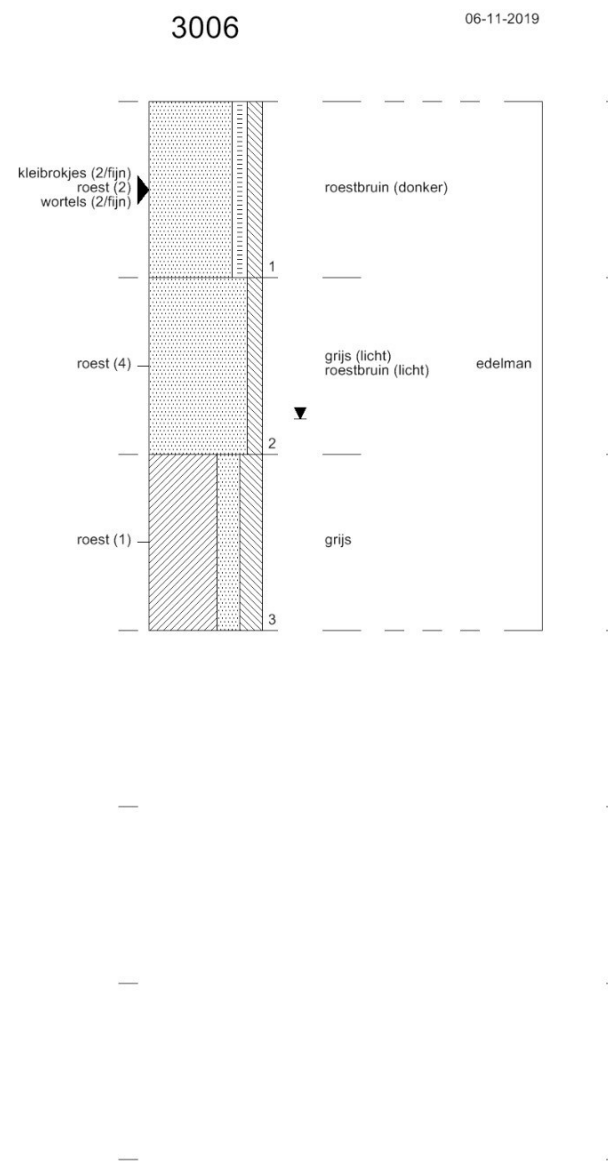 3006
06-11-2019
kleibrokjes (2/fijn)
roest (2)
wortels (2/fijn)
roestbruin (donker)
1
roest (4)
grijs (licht)
roestbruin (licht)
edelman
2
roest (1)
grijs
3